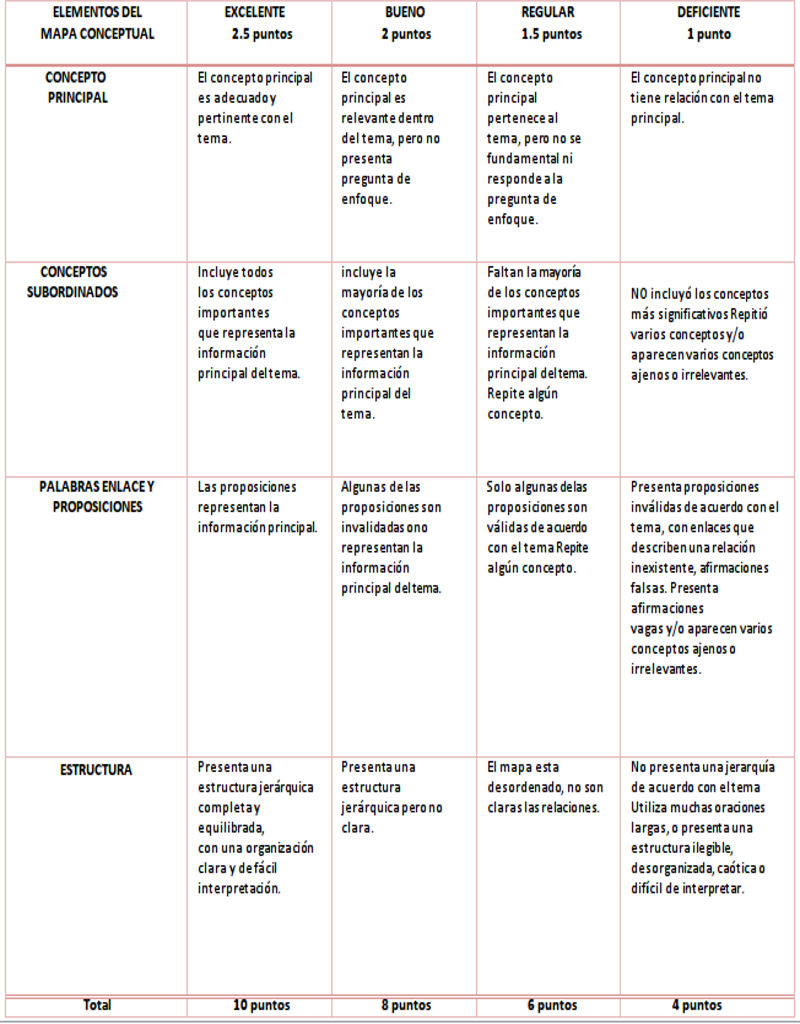 ELEMENTOS DEL
MAPA CONCEPTUAL
EXCELENTE
2.5 puntos
BUENO
2 puntos
REGULAR
1.5 puntos
DEFICIENTE
1 punto
CONCEPTO
PRINCIPAL
El concepto principal
es adecuado y
pertinente con el
tema.
El concepto
principal es
relevante dentro
del tema, pero no
presenta
pregunta de
enfoque.
El concepto
principal
pertenece al
tema, pero no se
fundamental ni
responde a la
pregunta de
enfoque.
El concepto principal no
tiene relación con el tema
principal.
CONCEPTOS
SUBORDINADOS
Incluye todos
los conceptos
importantes
que representa la
información
principal del tema.
incluye la
mayoría de los
conceptos
importantes que
representan la
información
principal del
tema.
Faltan la mayoría
de los conceptos
importantes que
representan la
información
principal del tema.
Repite algún
concepto.
NO incluyó los conceptos
más significativos Repitió
varios conceptos y/o
aparecen varios conceptos
ajenos o irrelevantes.
PALABRAS ENLACE Y
PROPOSICIONES
Las proposiciones
representan la
información principal.
Algunas de las
proposiciones son
invalidadas o no
representan la
información
principal del tema.
Solo algunas de las
proposiciones son
válidas de acuerdo
con el tema Repite
algún concepto.
Presenta proposiciones
inválidas de acuerdo con el
tema, con enlaces que
describen una relación
inexistente, afirmaciones
falsas. Presenta
afirmaciones
vagas y/o aparecen varios
conceptos ajenos o
irrelevantes.
ESTRUCTURA
Presenta una
estructura jerárquica
completa y
equilibrada,
con una organización
clara y de fácil
interpretación.
Presenta una
estructura
jerárquica pero no
clara.
El mapa esta
desordenado, no son
claras las relaciones.
No presenta una jerarquía
de acuerdo con el tema
Utiliza muchas oraciones
largas, o presenta una
estructura ilegible,
desorganizada, caótica o
difícil de interpretar.
Total
10 puntos
8 puntos
6 puntos
4 puntos